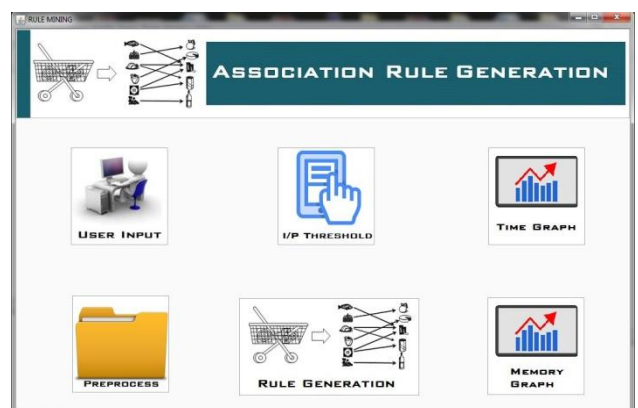 RULE MINING
ASSOCIATION RULE GENERATION
USER INPUT
I/P THRESHOLD
TIME GRAPH
PREPROCESS
RULE GENERATION
MEMORY
GRAPH